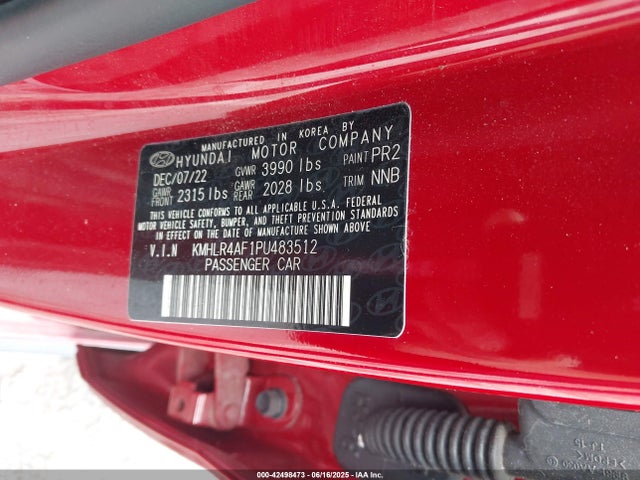 MANUFACTURED IN KOREA BY
HYUNDAI MOTOR COMPANY
DEC/07/22 GVWR 3990 lbs PAINT PR2
GAWR FRONT 2315 lbs GAWR REAR 2028 lbs. TRIM NNB
THIS VEHICLE CONFORMS TO ALL APPLICABLE U.S.A. FEDERAL
MOTOR VEHICLE SAFETY, BUMPER, AND THEFT PREVENTION STANDARDS
IN EFFECT ON THE DATE OF MANUFACTURE SHOWN ABOVE
V.I.N KMHLR4AF1PU483512
PASSENGER CAR
00-42498473 - 06/16/2025 - IAA Inc.